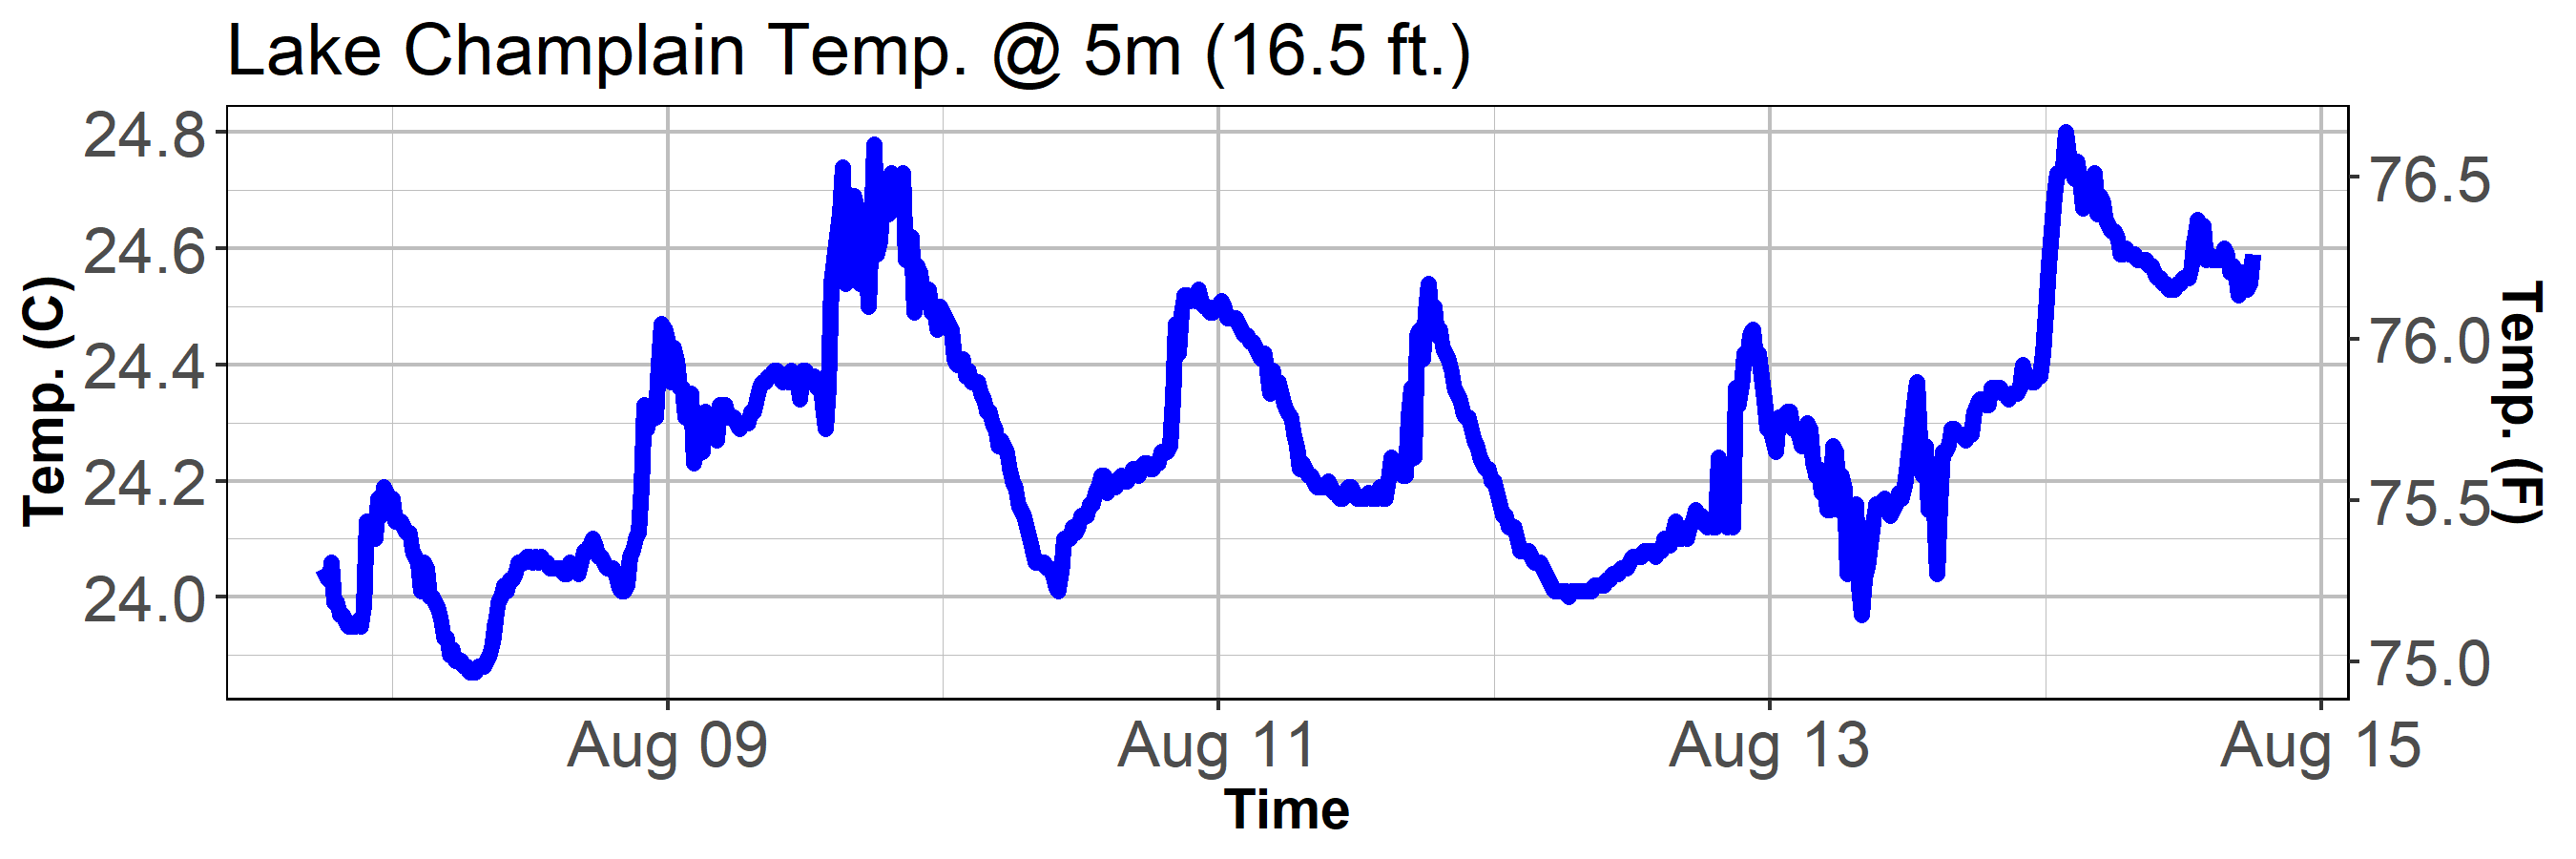 Lake Champlain Temp. @ 5m (16.5 ft.)
24.8
24.6
24.4
24.2
24.0
Temp. (C)
76.5
76.0
75.5
75.0
Temp. (F)
Aug 09
Aug 11
Aug 13
Aug 15
Time